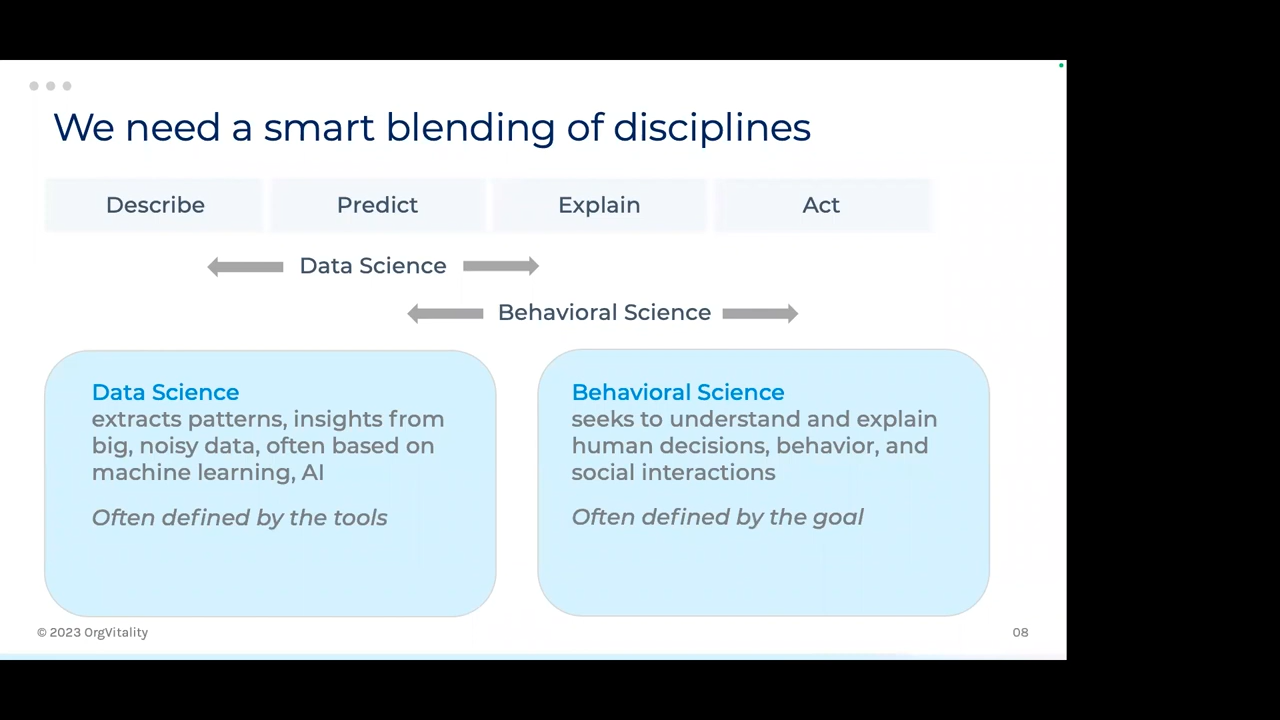 We need a smart blending of disciplines
Describe Predict Explain Act
Data Science
Behavioral Science
Data Science
extracts patterns, insights from
big, noisy data, often based on
machine learning, AI
Often defined by the tools
Behavioral Science
seeks to understand and explain
human decisions, behavior, and
social interactions
Often defined by the goal
© 2023 OrgVitality
08